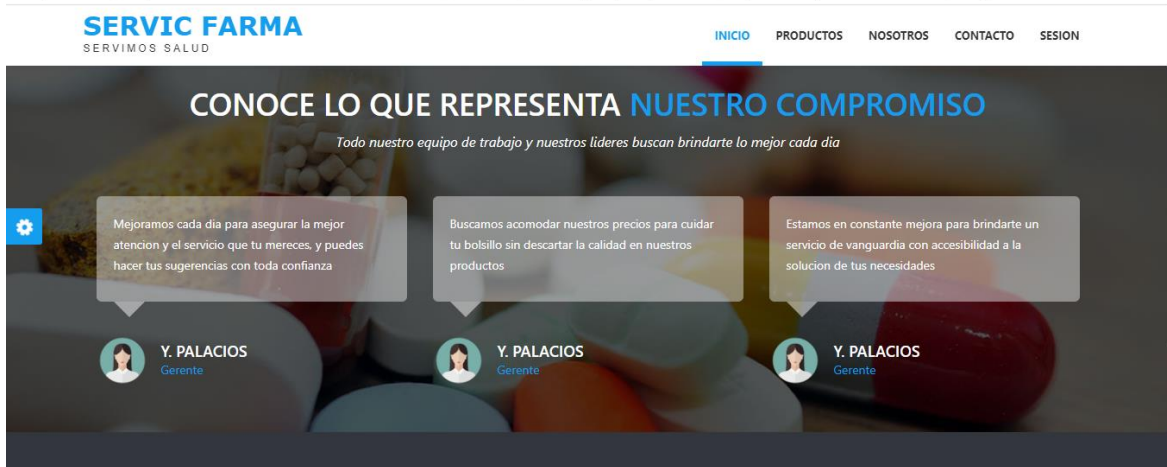 SERVIC FARMA
SERVIMOS SALUD
INICIO PRODUCTOS NOSOTROS CONTACTO SESION
CONOCE LO QUE REPRESENTA NUESTRO COMPROMISO
Todo nuestro equipo de trabajo y nuestros lideres buscan brindarte lo mejor cada dia
Mejoramos cada dia para asegurar la mejor
atencion y el servicio que tu mereces, y puedes
hacer tus sugerencias con toda confianza
Y. PALACIOS
Gerente
Buscamos acomodar nuestros precios para cuidar
tu bolsillo sin descartar la calidad en nuestros
productos
Y. PALACIOS
Gerente
Estamos en constante mejora para brindarte un
servicio de vanguardia con accesibilidad a la
solucion de tus necesidades
Y. PALACIOS
Gerente